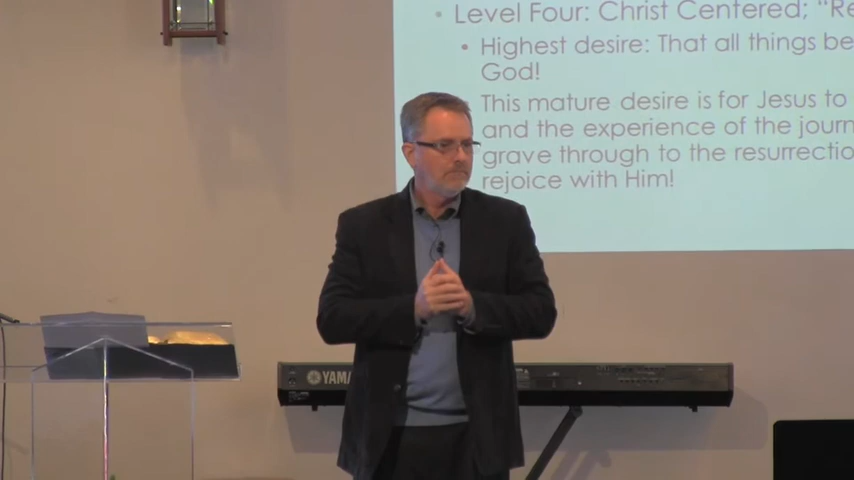 Level Four: Christ Centered; "Re
Highest desire: That all things be
God!
This mature desire is for Jesus to
and the experience of the journ
grave through to the resurrection
rejoice with Him!
YAMA